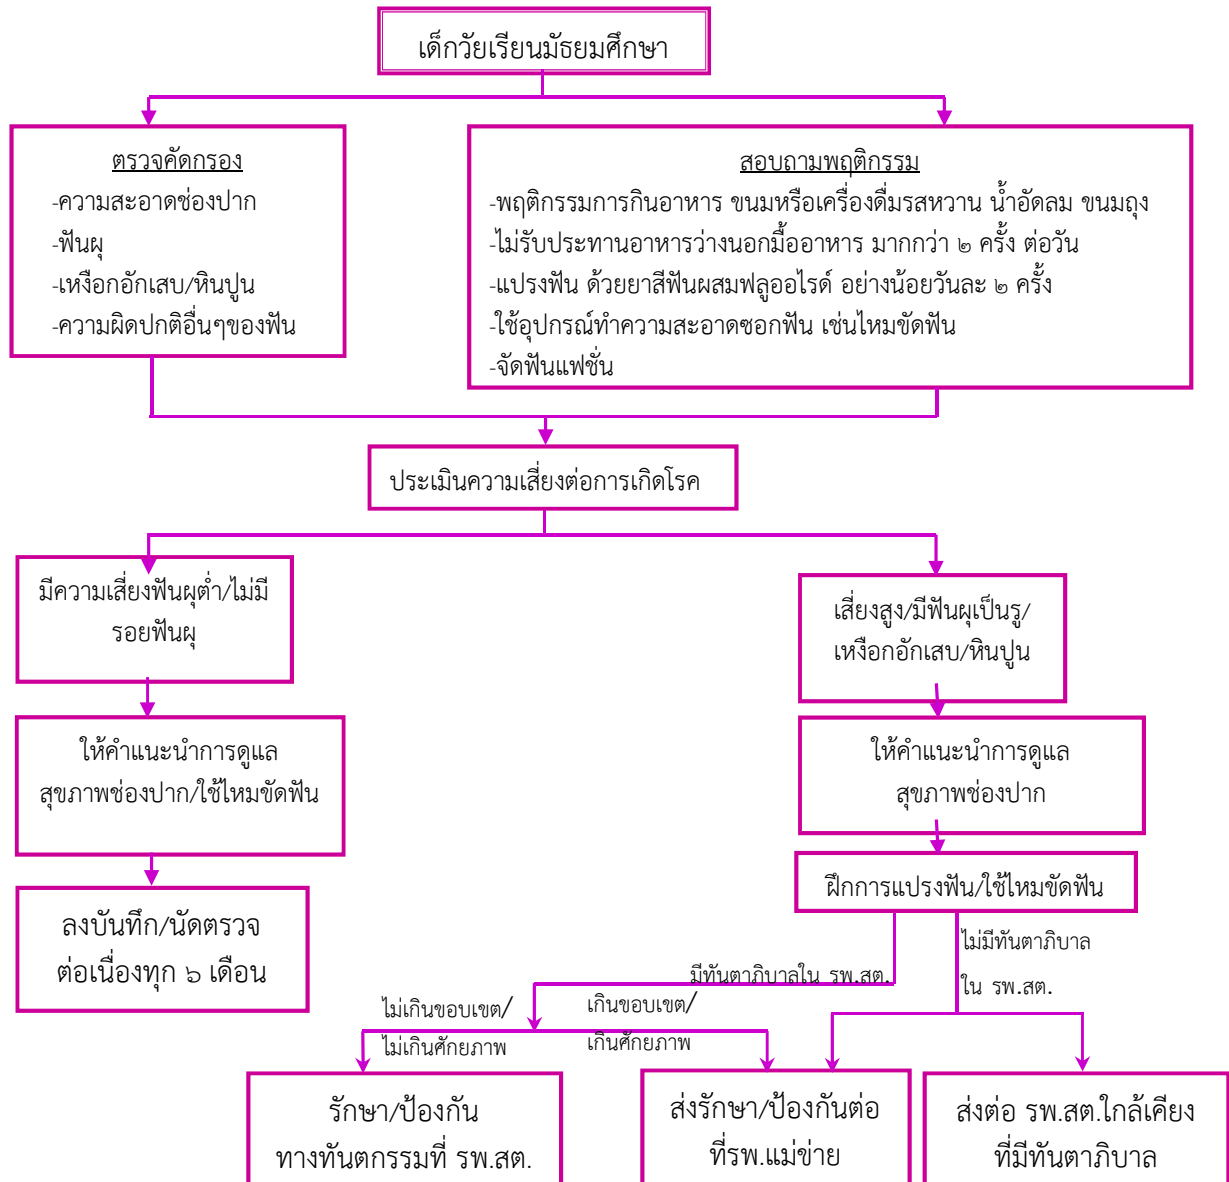 เด็กวัยเรียนมัธยมศึกษา
ตรวจคัดกรอง
-ความสะอาดช่องปาก
-ฟันผุ
-เหงือกอักเสบ/หินปูน
-ความผิดปกติอื่นๆของฟัน
สอบถามพฤติกรรม
-พฤติกรรมการกินอาหาร ขนมหรือเครื่องดื่มรสหวาน น้ำอัดลม ขนมถุง
-ไม่รับประทานอาหารว่างนอกมื้ออาหาร มากกว่า ๒ ครั้ง ต่อวัน
-แปรงฟัน ด้วยยาสีฟันผสมฟลูออไรด์ อย่างน้อยวันละ ๒ ครั้ง
-ใช้อุปกรณ์ทำความสะอาดซอกฟัน เช่นไหมขัดฟัน
-จัดฟันแฟชั่น
ประเมินความเสี่ยงต่อการเกิดโรค
มีความเสี่ยงฟันผุต่ำ/ไม่มี
รอยฟันผุ
เสี่ยงสูง/มีฟันผุเป็นรู/
เหงือกอักเสบ/หินปูน
ให้คำแนะนำการดูแล
สุขภาพช่องปาก/ใช้ไหมขัดฟัน
ให้คำแนะนำการดูแล
สุขภาพช่องปาก
ลงบันทึก/นัดตรวจ
ต่อเนื่องทุก ๖ เดือน
ฝึกการแปรงฟัน/ใช้ไหมขัดฟัน
มีทันตาภิบาลใน รพ.สต.
ไม่มีทันตาภิบาล
ใน รพ.สต.
ไม่เกินขอบเขต/
ไม่เกินศักยภาพ
เกินขอบเขต/
เกินศักยภาพ
รักษา/ป้องกัน
ทางทันตกรรมที่ รพ.สต.
ส่งรักษา/ป้องกันต่อ
ที่รพ.แม่ข่าย
ส่งต่อ รพ.สต.ใกล้เคียง
ที่มีทันตาภิบาล